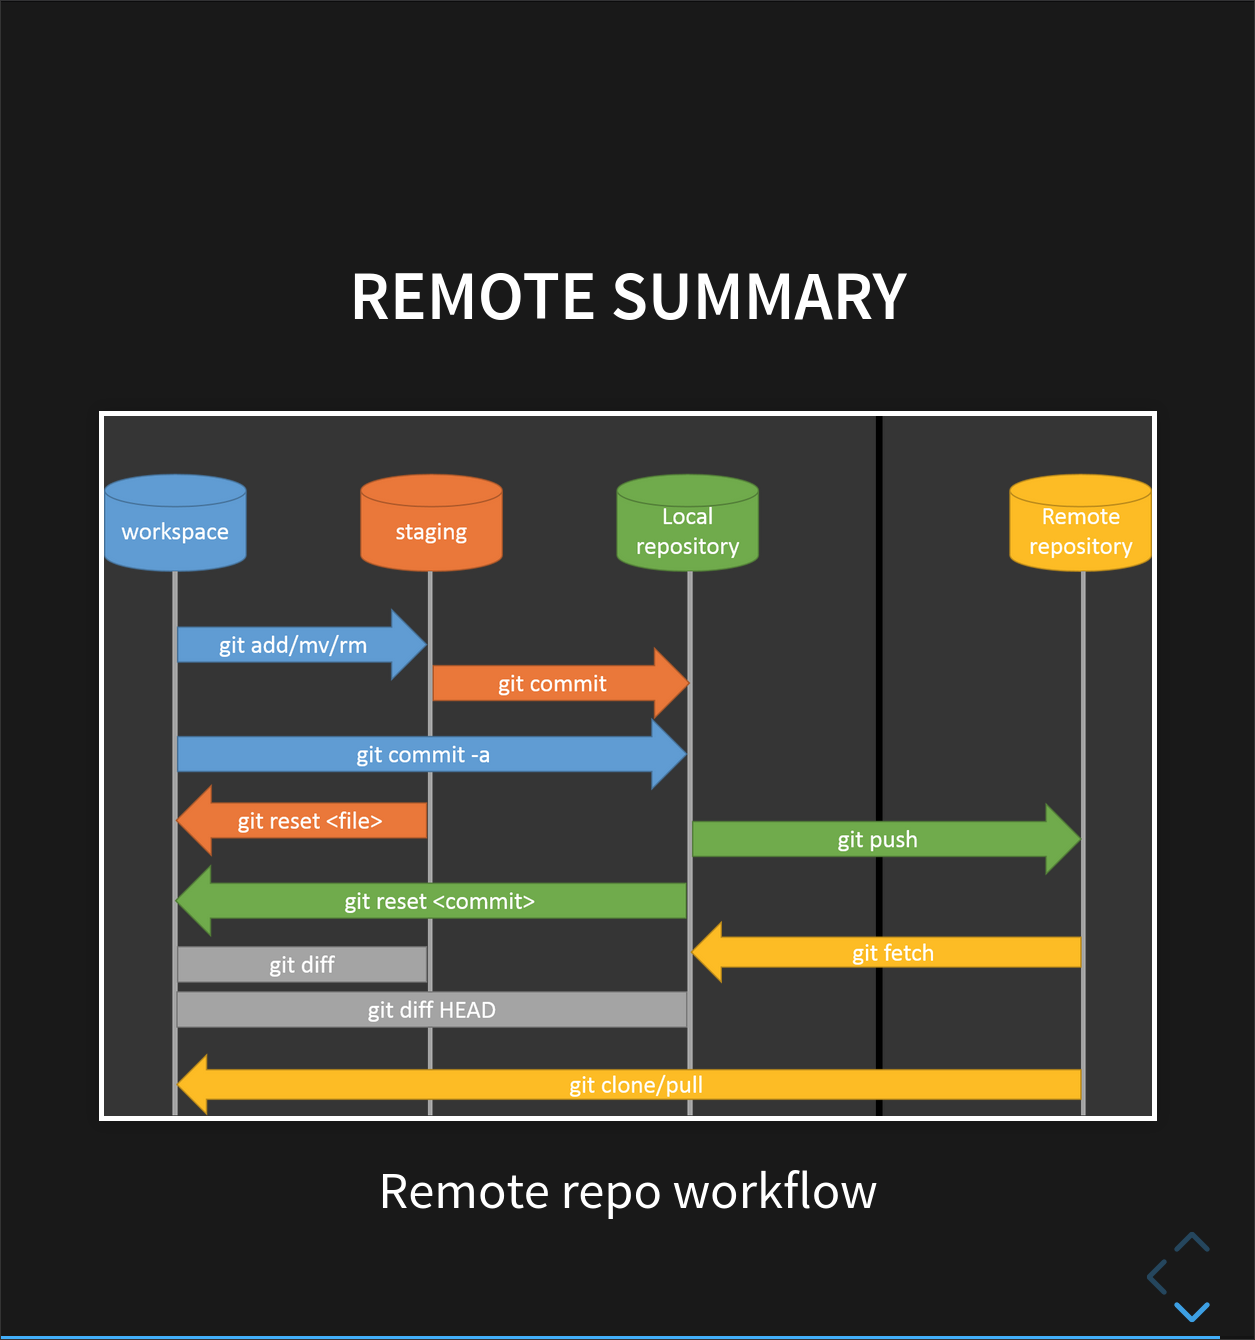 REMOTE SUMMARY
workspace
staging
Local
repository
Remote
repository
git add/mv/rm
git commit
git commit -a
git reset <file>
git push
git reset <commit>
git fetch
git diff
git diff HEAD
git clone/pull
Remote repo workflow